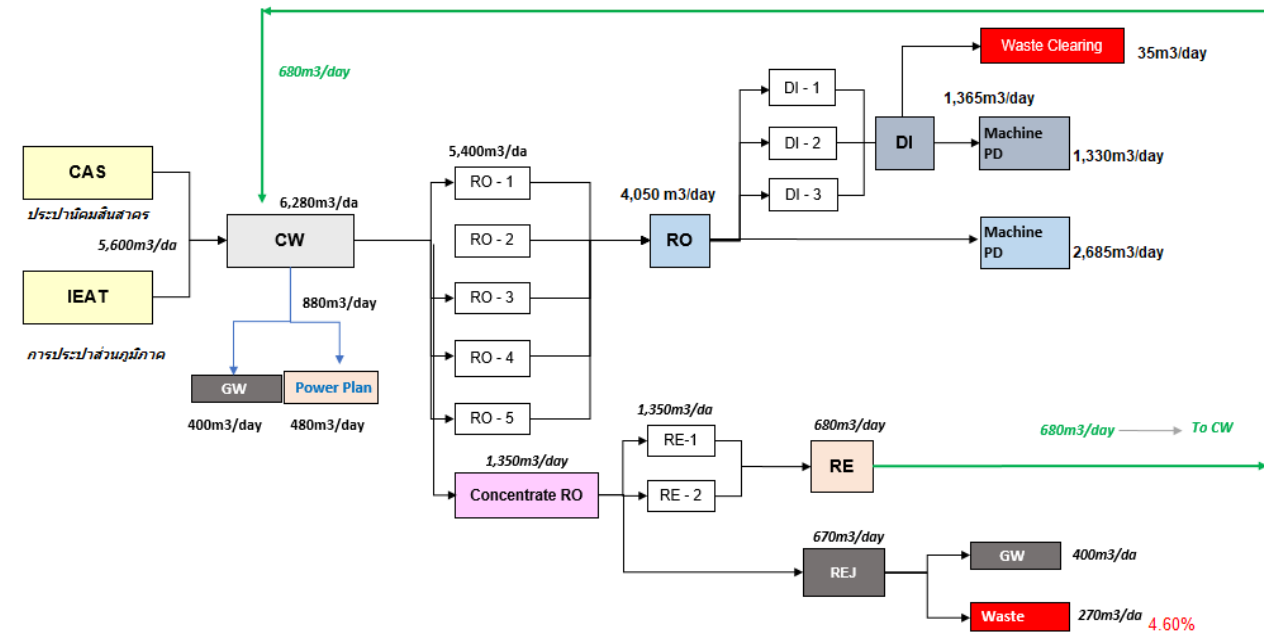 Waste Clearing
35m3/day
680m3/day
DI - 1
1,365m3/day
DI - 2
DI
Machine
PD
1,330m3/day
5,400m3/da
CAS
RO - 1
DI - 3
4,050 m3/day
ประปานิคมสินสาคร
6,280m3/da
5,600m3/da
CW
RO - 2
RO
Machine
PD
2,685m3/day
IEAT
880m3/day
RO - 3
การประปาส่วนภูมิภาค
RO - 4
GW
Power Plan
400m3/day
480m3/day
RO - 5
1,350m3/da
680m3/day
680m3/day
To CW
RE-1
1,350m3/day
RE
Concentrate RO
RE - 2
670m3/day
REJ
GW
400m3/da
Waste
270m3/da
4.60%